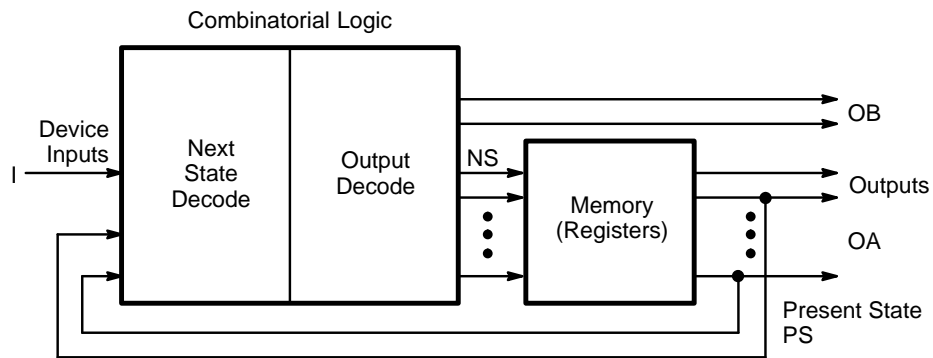 Combinatorial Logic
Device
Inputs
I
Next
State
Decode
Output
Decode
NS
Memory
(Registers)
OB
Outputs
OA
Present State
PS